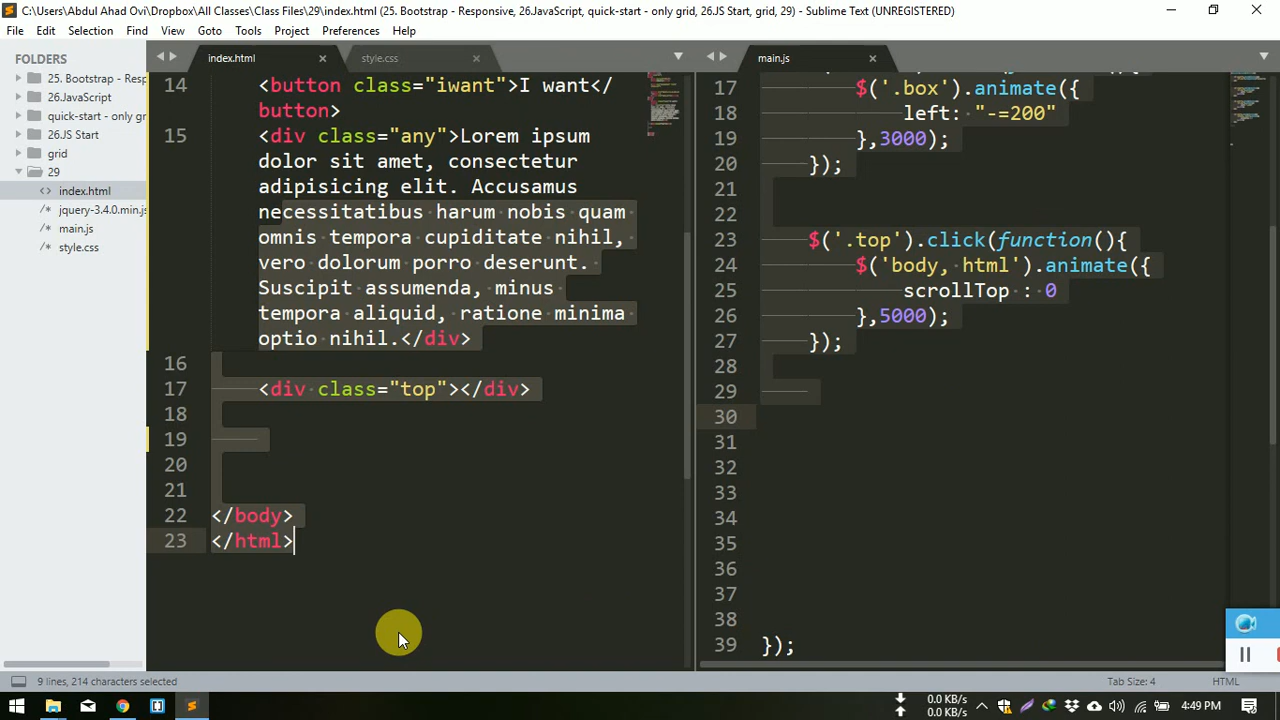 C:\Users\Abdul Ahad Ovi\Dropbox\All Classes\Class Files\29\index.html (25. Bootstrap - Responsive, 26.JavaScript, quick-start - only grid, 26.JS Start, grid, 29) - Sublime Text (UNREGISTERED)
File Edit Selection Find View Goto Tools Project Preferences Help
FOLDERS
25. Bootstrap - Resp
26.JavaScript
quick-start - only gr
26.JS Start
grid
29
index.html
jquery-3.4.0.min.js
main.js
style.css
index.html
style.css
14 <button class="iwant">I want</
button>
15 <div class="any">Lorem ipsum
dolor sit amet, consectetur
adipisicing elit. Accusamus
necessitatibus harum nobis quam
omnis tempora cupiditate nihil,
vero dolorum porro deserunt.
Suscipit assumenda, minus
tempora aliquid, ratione minima
optio nihil.</div>
16
17 <div class="top"></div>
18
19
20
21
22 </body>
23 </html>
main.js
17 $('.box').animate({
18 left: "-=200"
19 },3000);
20 });
21
22
23 $('.top').click(function(){
24 $('body, html').animate({
25 scrollTop : 0
26 },5000);
27 });
28
29
30
31
32
33
34
35
36
37
38
39 });
9 lines, 214 characters selected
Tab Size: 4
HTML
0.0 KB/s
0.0 KB/s
4:49 PM